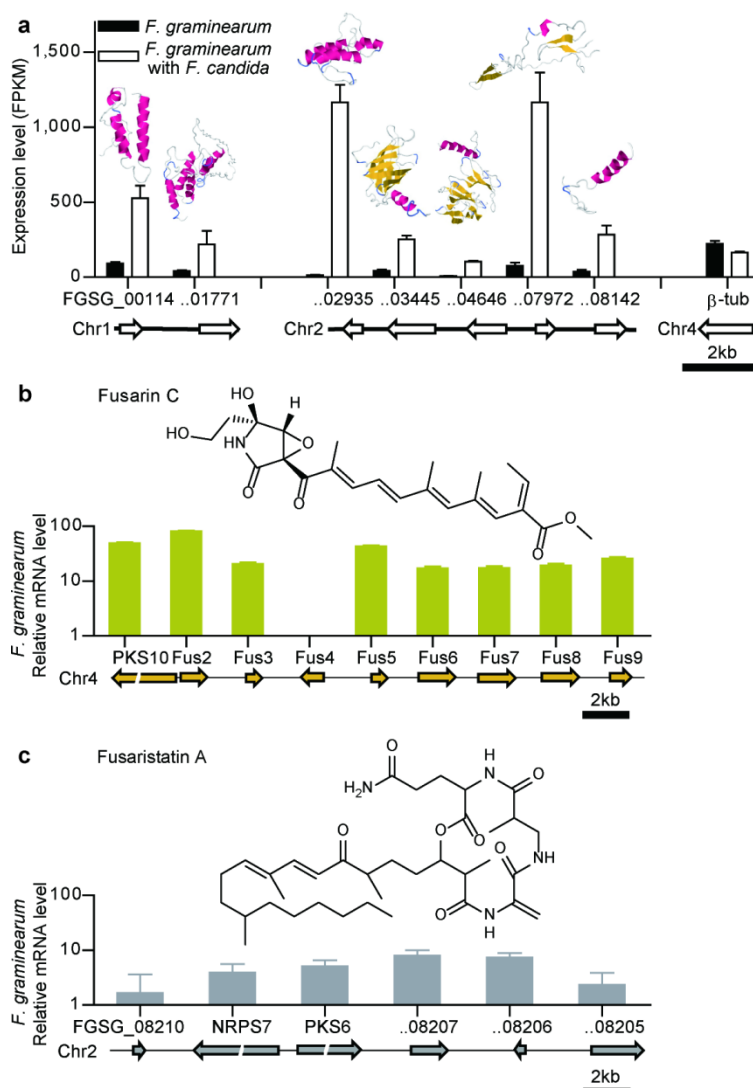 a
F. graminearum
F. graminearum
with F. candida
Expression level (FPKM)
1,500
1,000
500
0
FGSG_00114 ..01771 ..02935 ..03445 ..04646 ..07972 ..08142 β-tub
Chr1 Chr2 Chr4
2kb
b Fusarin C
HO
H
HO
HN
O
O
O
O
O
F. graminearum
Relative mRNA level
100
10
1
PKS10 Fus2 Fus3 Fus4 Fus5 Fus6 Fus7 Fus8 Fus9
Chr4
2kb
c Fusaristatin A
O
H
N
O
H2N
O
O
O
NH
O
O
N
H
F. graminearum
Relative mRNA level
100
10
1
FGSG_08210 NRPS7 PKS6 ..08207 ..08206 ..08205
Chr2
2kb